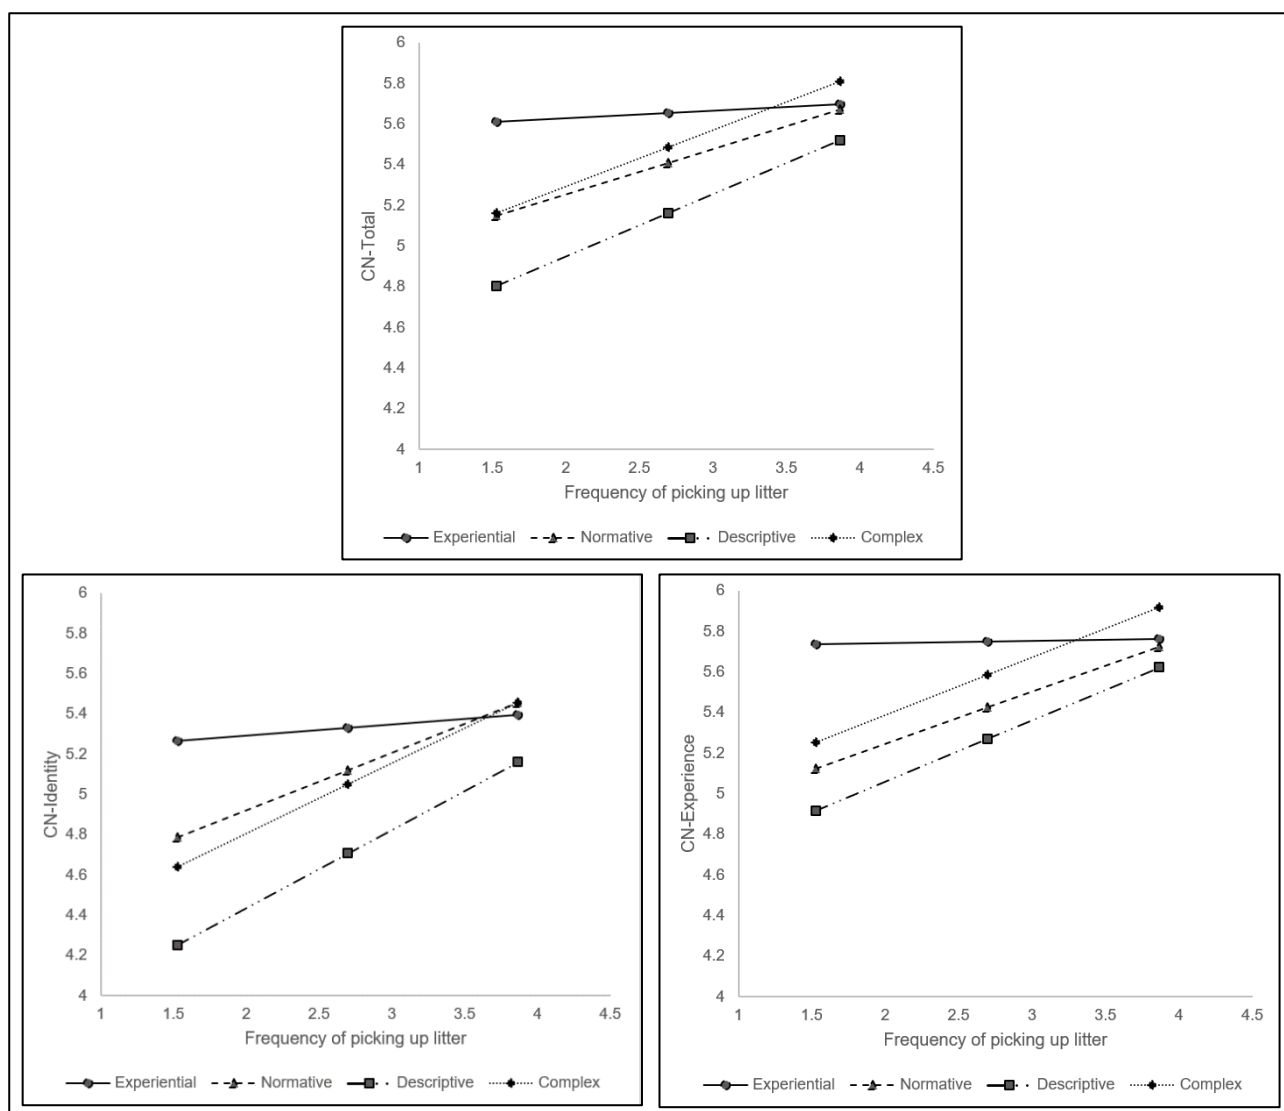 6
5.8
5.6
5.4
5.2
5
4.8
4.6
4.4
4.2
4
CN-Total
1 1.5 2 2.5 3 3.5 4 4.5
Frequency of picking up litter
Experiential Normative Descriptive Complex
6
5.8
5.6
5.4
5.2
5
4.8
4.6
4.4
4.2
4
CN-Identity
1 1.5 2 2.5 3 3.5 4 4.5
Frequency of picking up litter
Experiential Normative Descriptive Complex
6
5.8
5.6
5.4
5.2
5
4.8
4.6
4.4
4.2
4
CN-Experience
1 1.5 2 2.5 3 3.5 4 4.5
Frequency of picking up litter
Experiential Normative Descriptive Complex